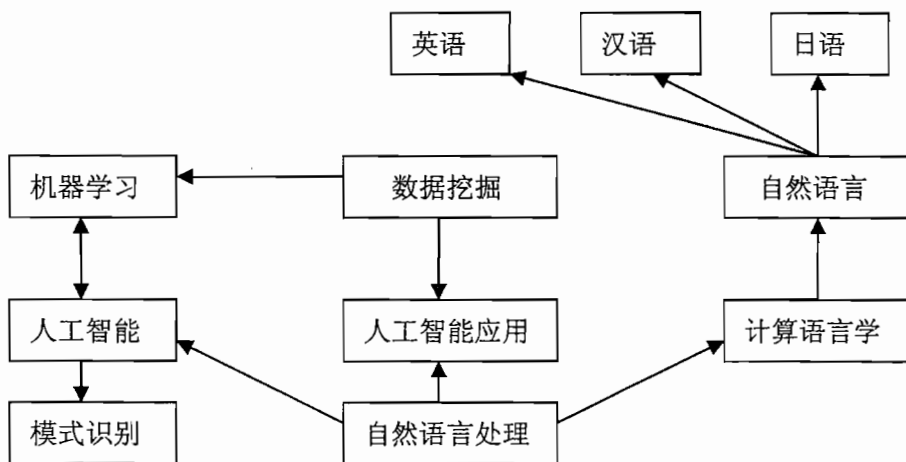 英语
汉语
日语
机器学习
数据挖掘
自然语言
人工智能
人工智能应用
计算语言学
模式识别
自然语言处理